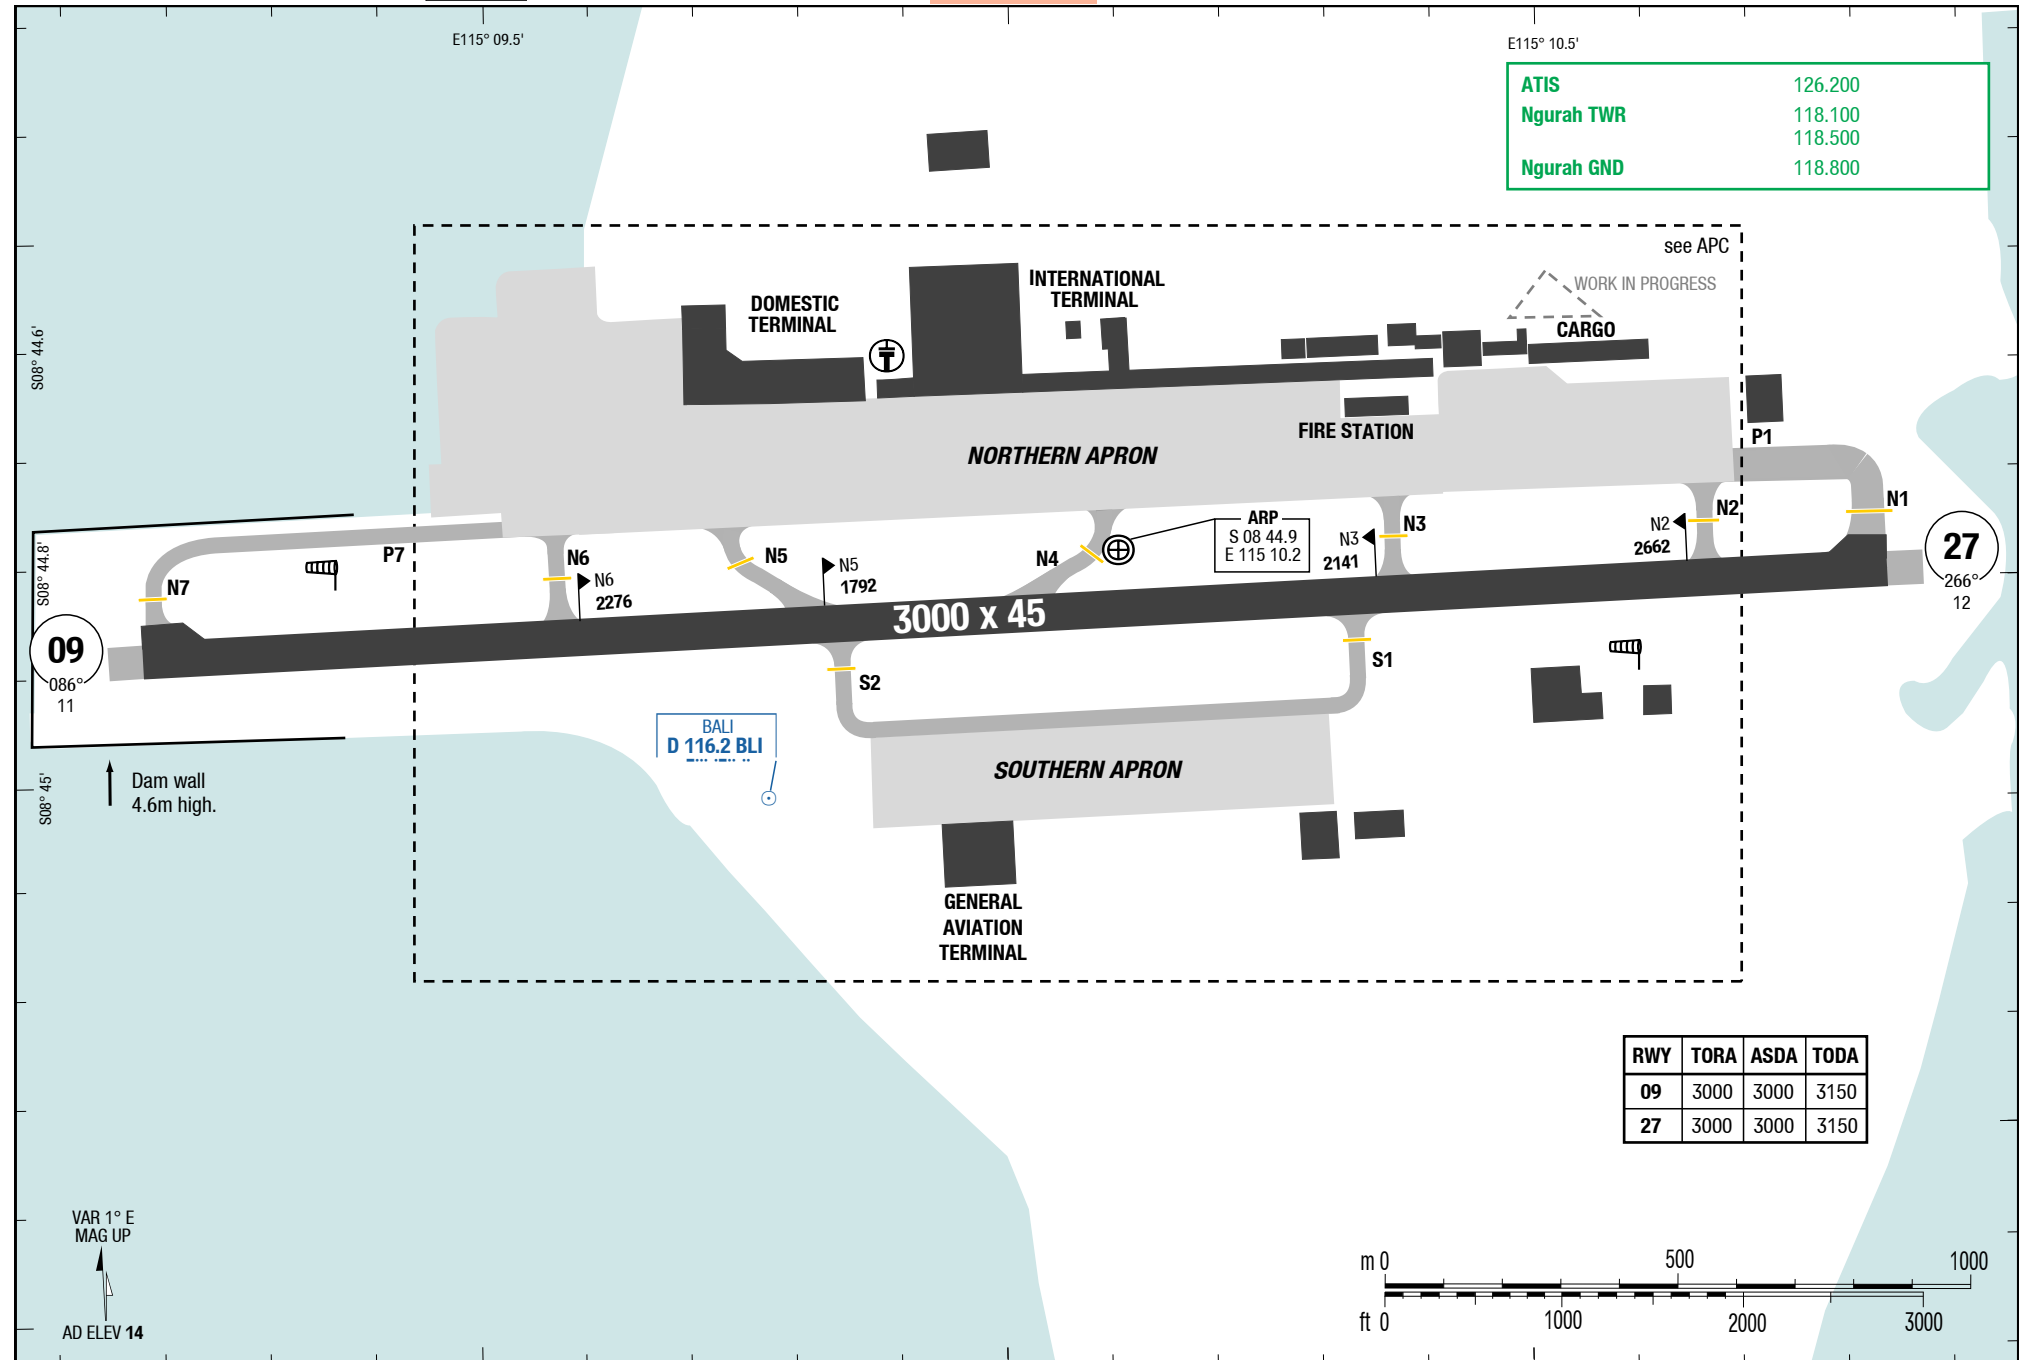 E115° 09.5'
E115° 10.5'
ATIS 126.200
Ngurah TWR 118.100
118.500
Ngurah GND 118.800
see APC
WORK IN PROGRESS
INTERNATIONAL
TERMINAL
DOMESTIC
TERMINAL
CARGO
S08° 44.6'
FIRE STATION
NORTHERN APRON
P1
N1
N2
N2
2662
N3
N3
2141
ARP
S 08 44.9
E 115 10.2
N4
N5
N5
1792
N6
N6
2276
P7
N7
S08° 44.8'
27
266°
12
3000 x 45
09
086°
11
S1
S2
BALI
D 116.2 BLI
SOUTHERN APRON
Dam wall
4.6m high.
S08° 45'
GENERAL
AVIATION
TERMINAL
RWY TORA ASDA TODA
09 3000 3000 3150
27 3000 3000 3150
VAR 1° E
MAG UP
AD ELEV 14
m 0 500 1000
ft 0 1000 2000 3000